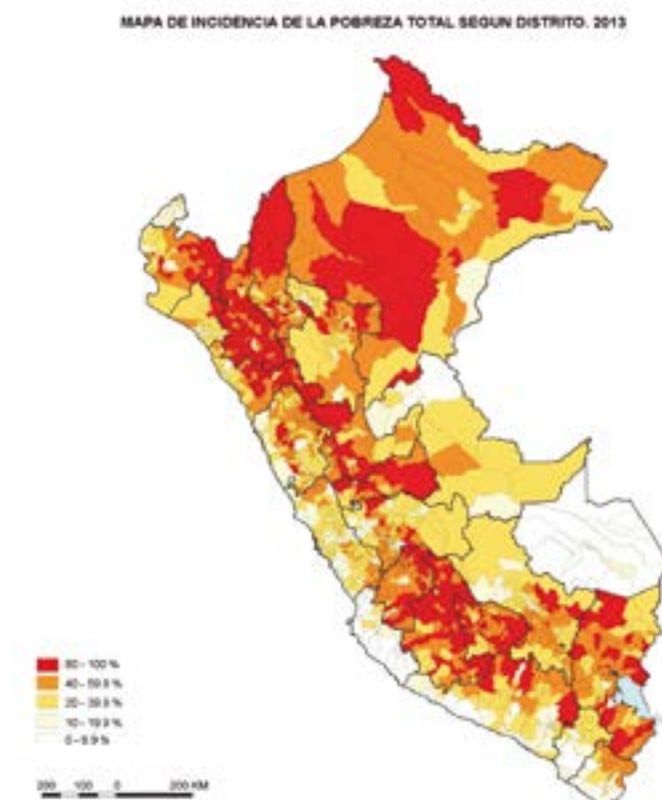 MAPA DE INCIDENCIA DE LA POBREZA TOTAL SEGUN DISTRITO. 2013
60 - 100 %
40 - 59.9 %
20 - 39.9 %
10 - 19.9 %
0 - 9.9 %
200 100 0 200 KM